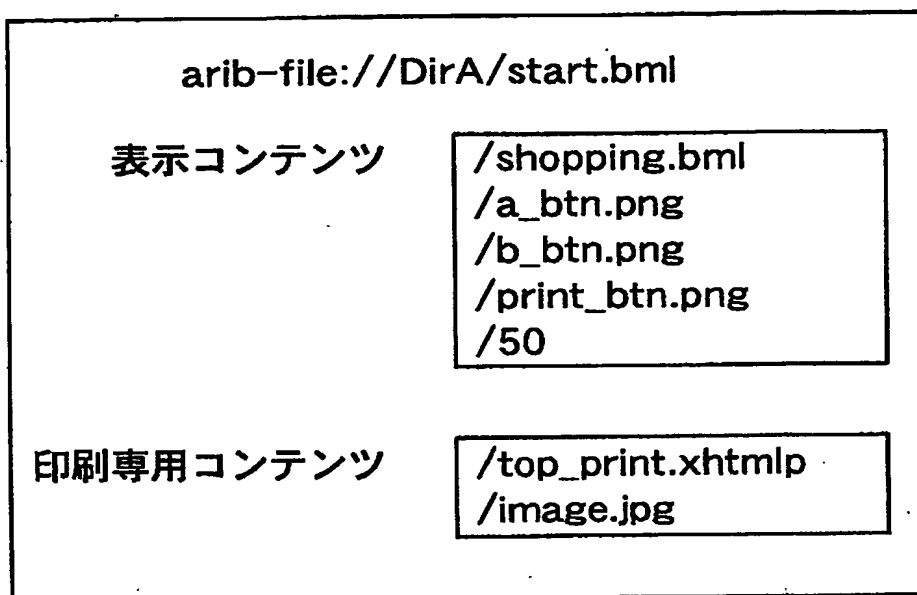 arib-file://DirA/start.bml
表示コンテンツ
/shopping.bml
/a_btn.png
/b_btn.png
/print_btn.png
/50
印刷専用コンテンツ
/top_print.xhtmlp
/image.jpg